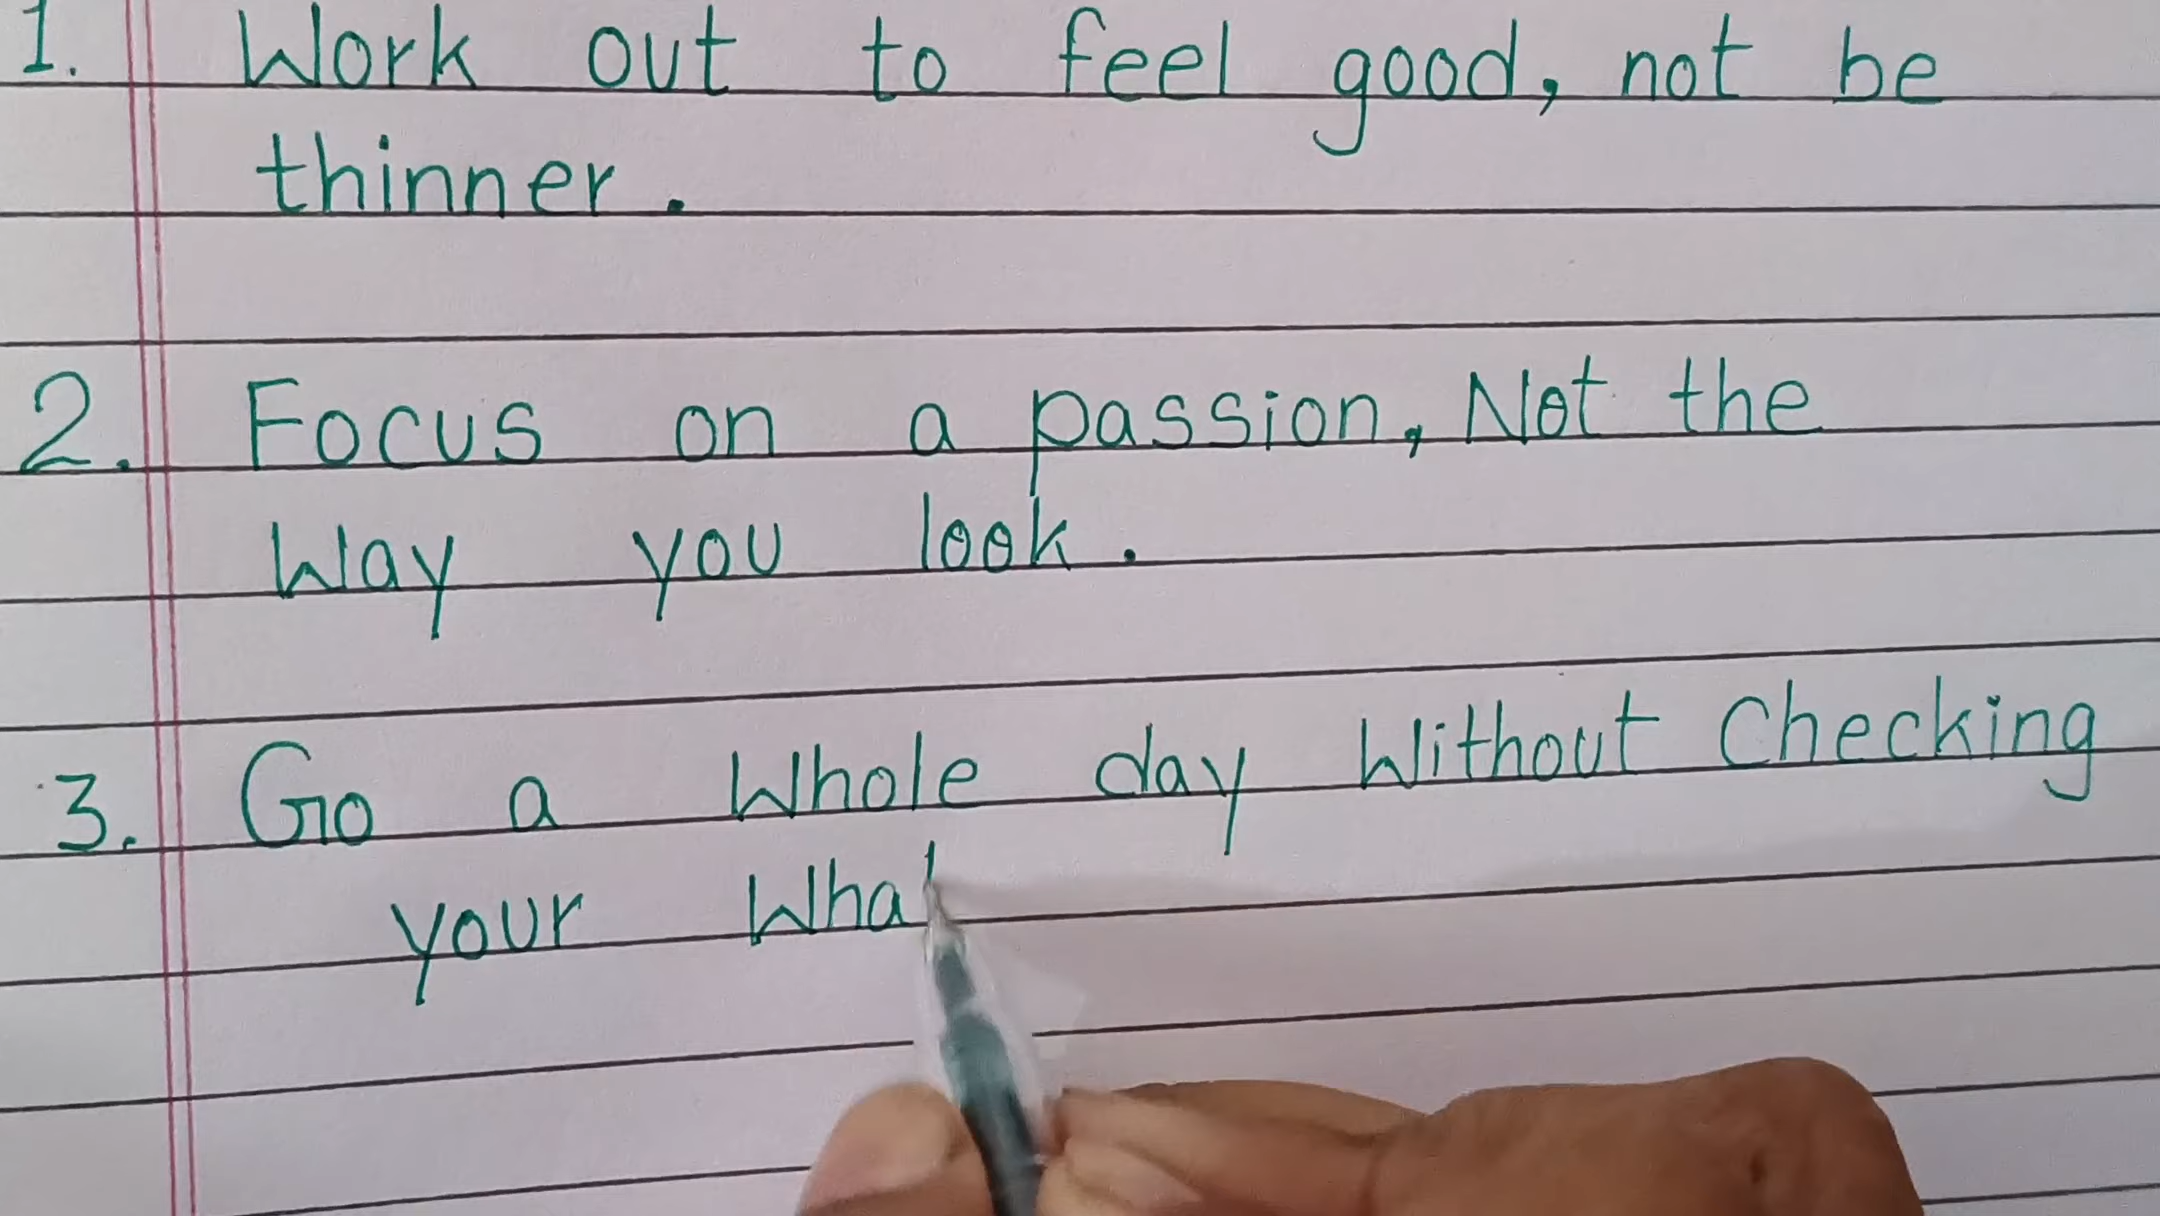 1. Work out to feel good, not be
thinner.
2. Focus on a passion, Not the
Way you look.
3. Go a Whole day Without Checking
your What